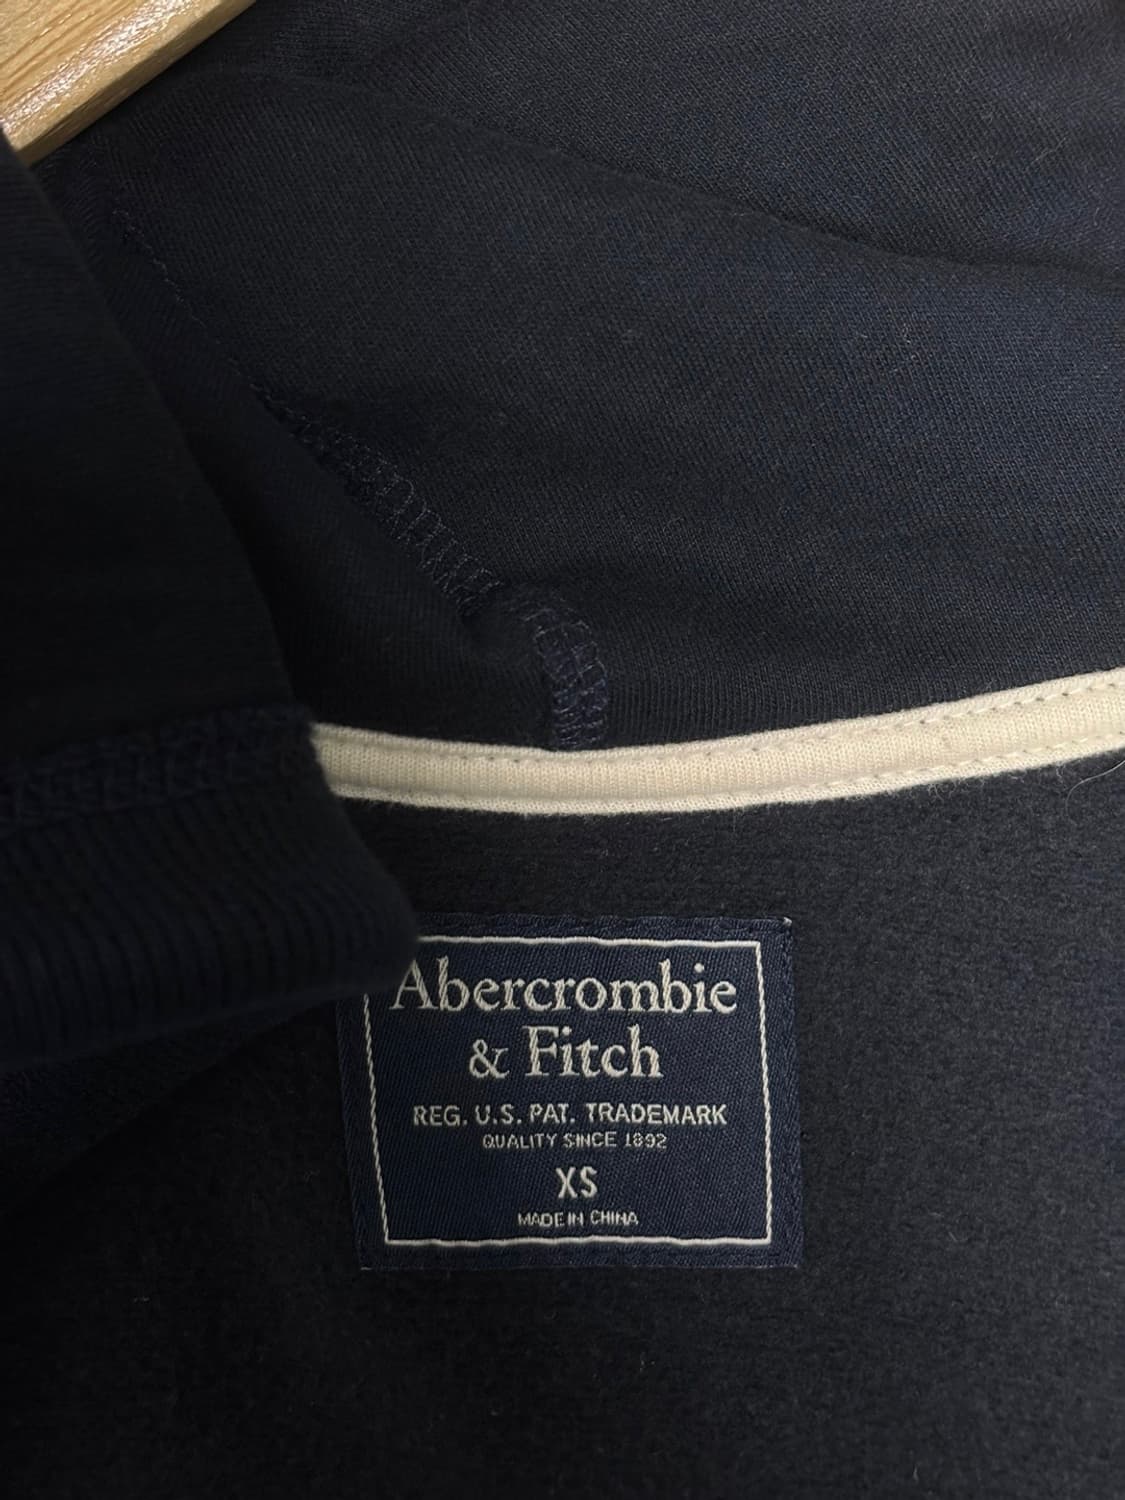 Abercrombie
& Fitch
REG. U.S. PAT. TRADEMARK
QUALITY SINCE 1892
XS
MADE IN CHINA